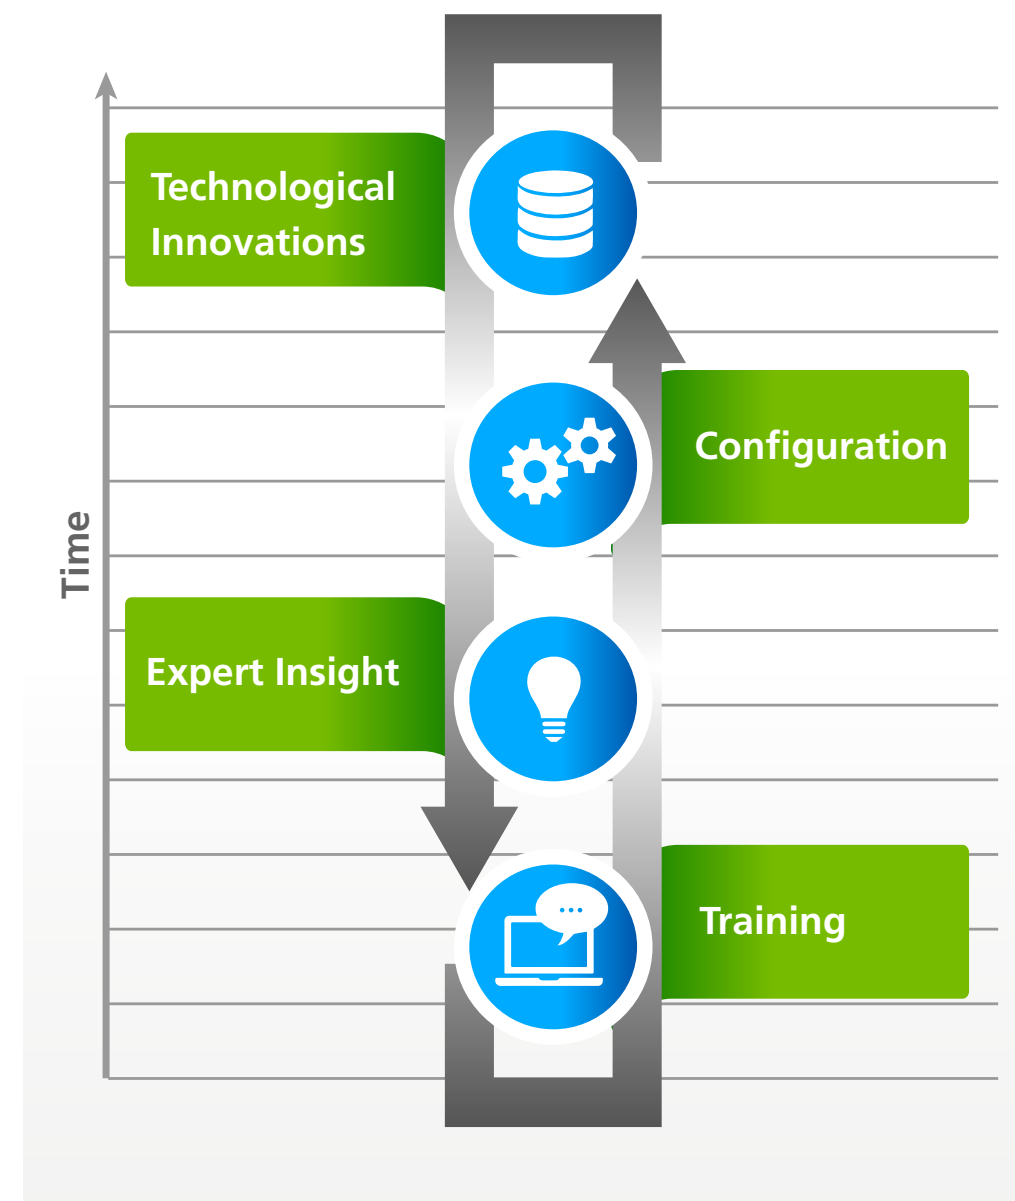 Technological
Innovations
Configuration
Time
Expert Insight
Training